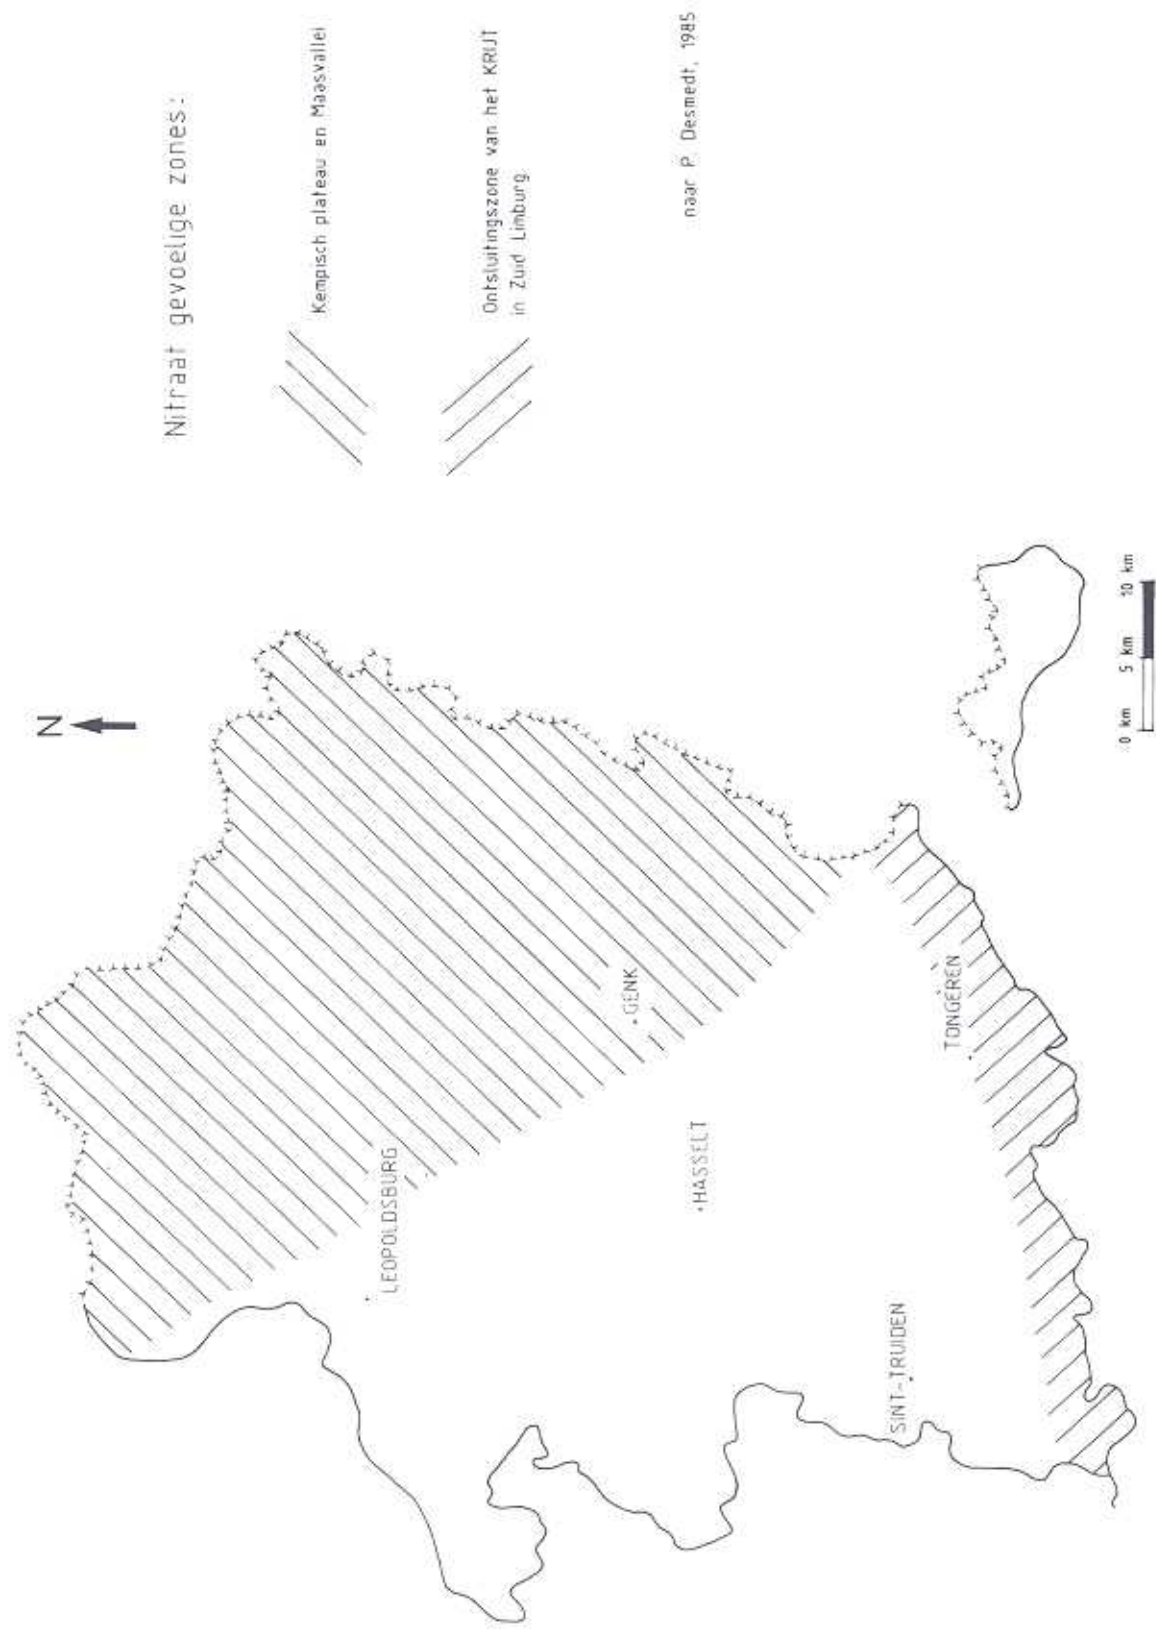 N
Nitraat gevoelige zones:
Kempisch plateau en Maasvallei
Ontsluitingszone van het KRIJT
in Zuid Limburg
naar P. Desmedt, 1985
LEOPOLDSBURG
GENK
HASSELT
SINT-TRUIDEN
TONGEREN
0 km 5 km 10 km